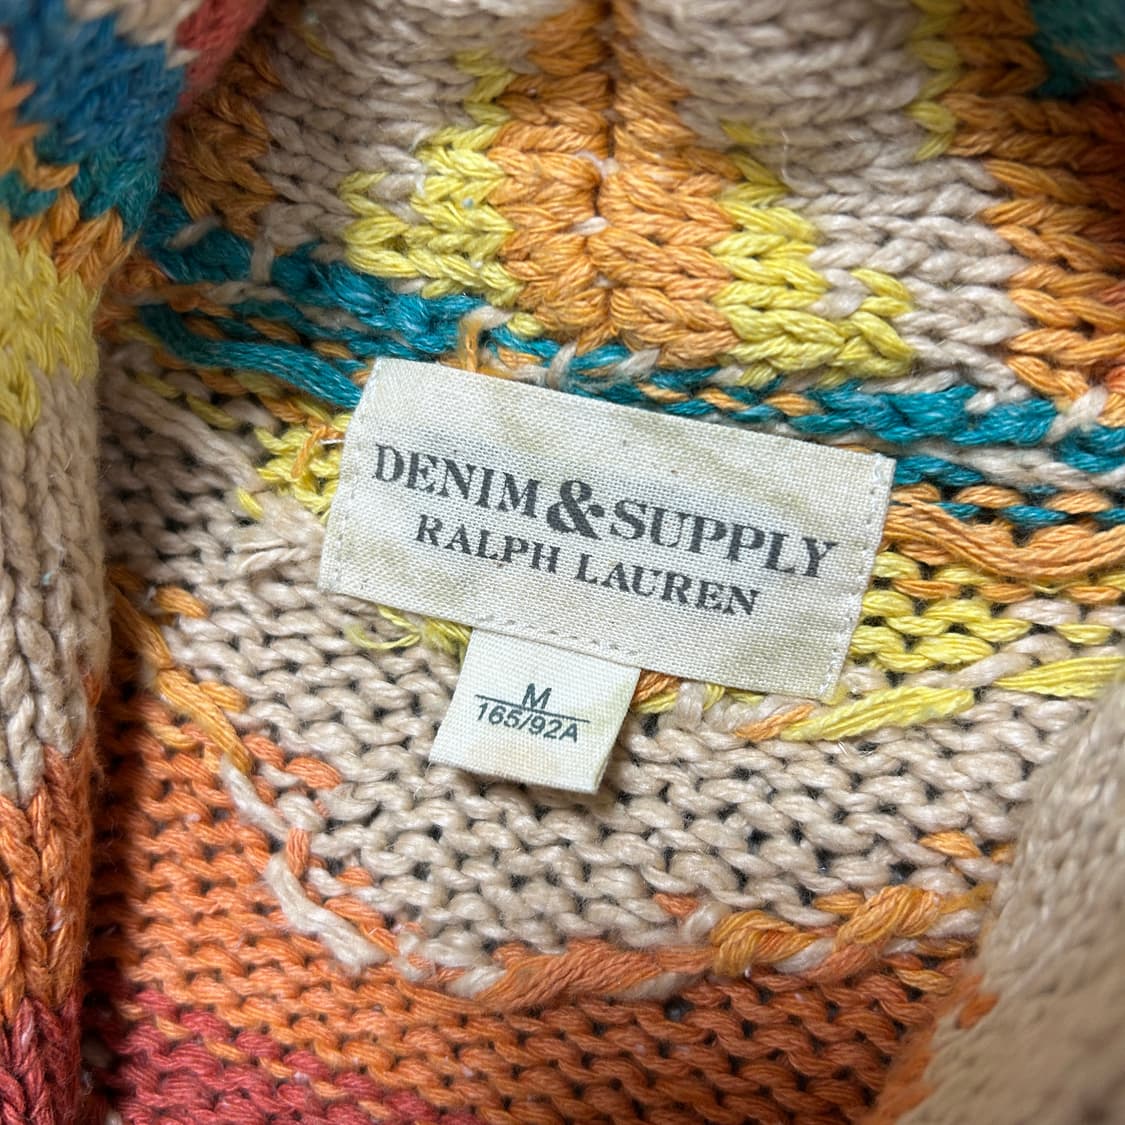 DENIM & SUPPLY
RALPH LAUREN
M
165/92A